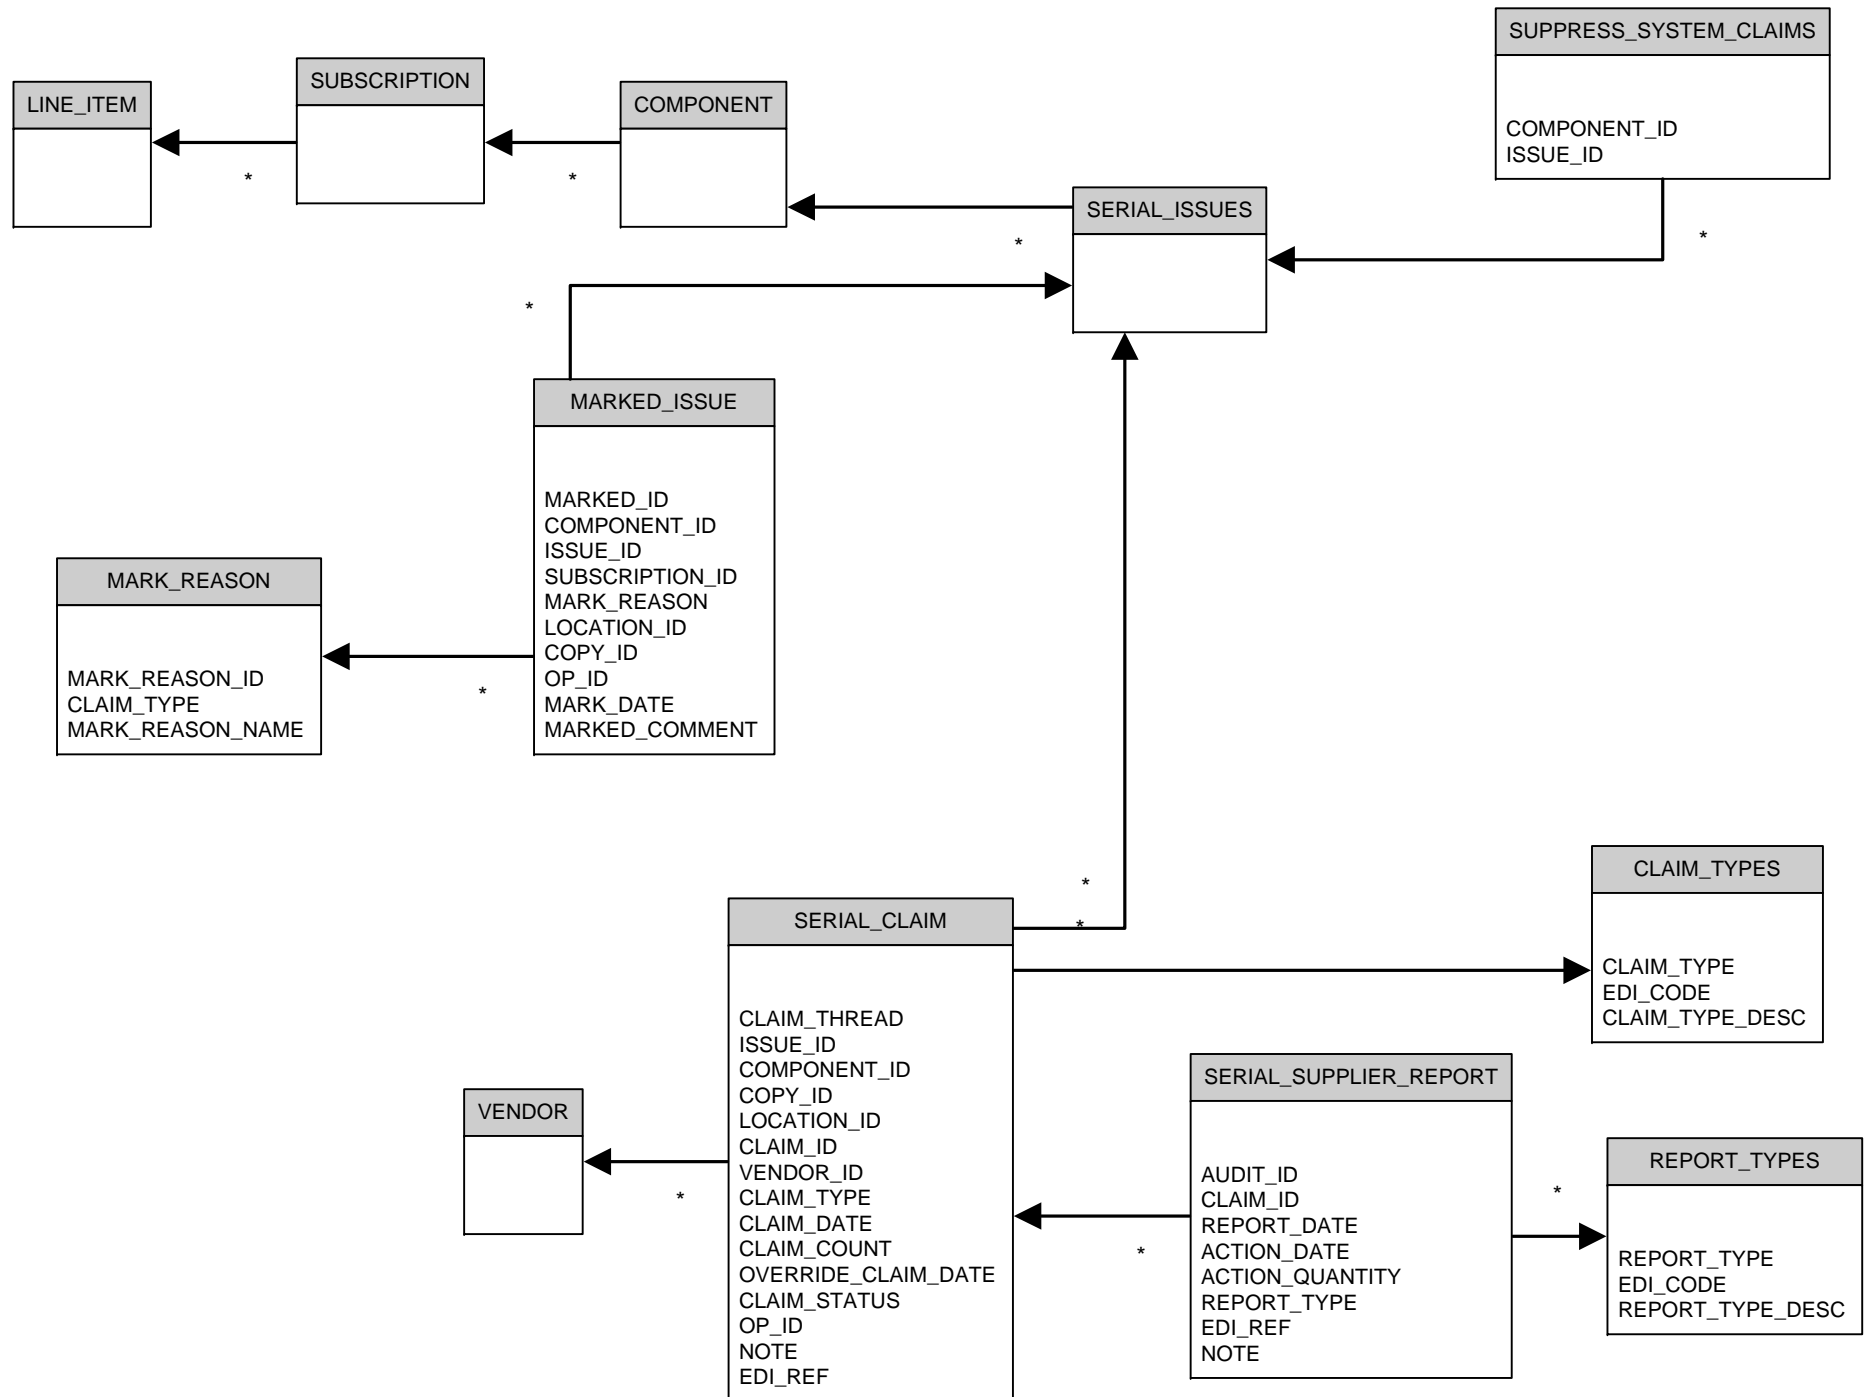 SUPPRESS_SYSTEM_CLAIMS
COMPONENT_ID
ISSUE_ID
*
LINE_ITEM
*
SUBSCRIPTION
*
COMPONENT
*
SERIAL_ISSUES
*
MARKED_ISSUE
MARKED_ID
COMPONENT_ID
ISSUE_ID
SUBSCRIPTION_ID
MARK_REASON
LOCATION_ID
COPY_ID
OP_ID
MARK_DATE
MARKED_COMMENT
MARK_REASON
MARK_REASON_ID
CLAIM_TYPE
MARK_REASON_NAME
*
*
*
SERIAL_CLAIM
CLAIM_THREAD
ISSUE_ID
COMPONENT_ID
COPY_ID
LOCATION_ID
CLAIM_ID
VENDOR_ID
CLAIM_TYPE
CLAIM_DATE
CLAIM_COUNT
OVERRIDE_CLAIM_DATE
CLAIM_STATUS
OP_ID
NOTE
EDI_REF
CLAIM_TYPES
CLAIM_TYPE
EDI_CODE
CLAIM_TYPE_DESC
VENDOR
*
SERIAL_SUPPLIER_REPORT
AUDIT_ID
CLAIM_ID
REPORT_DATE
ACTION_DATE
ACTION_QUANTITY
REPORT_TYPE
EDI_REF
NOTE
*
*
REPORT_TYPES
REPORT_TYPE
EDI_CODE
REPORT_TYPE_DESC